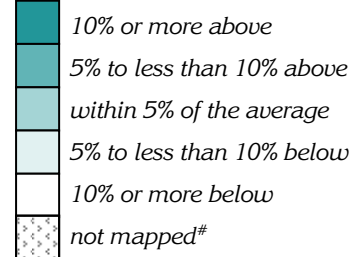 10% or more above
5% to less than 10% above
within 5% of the average
5% to less than 10% below
10% or more below
not mapped#